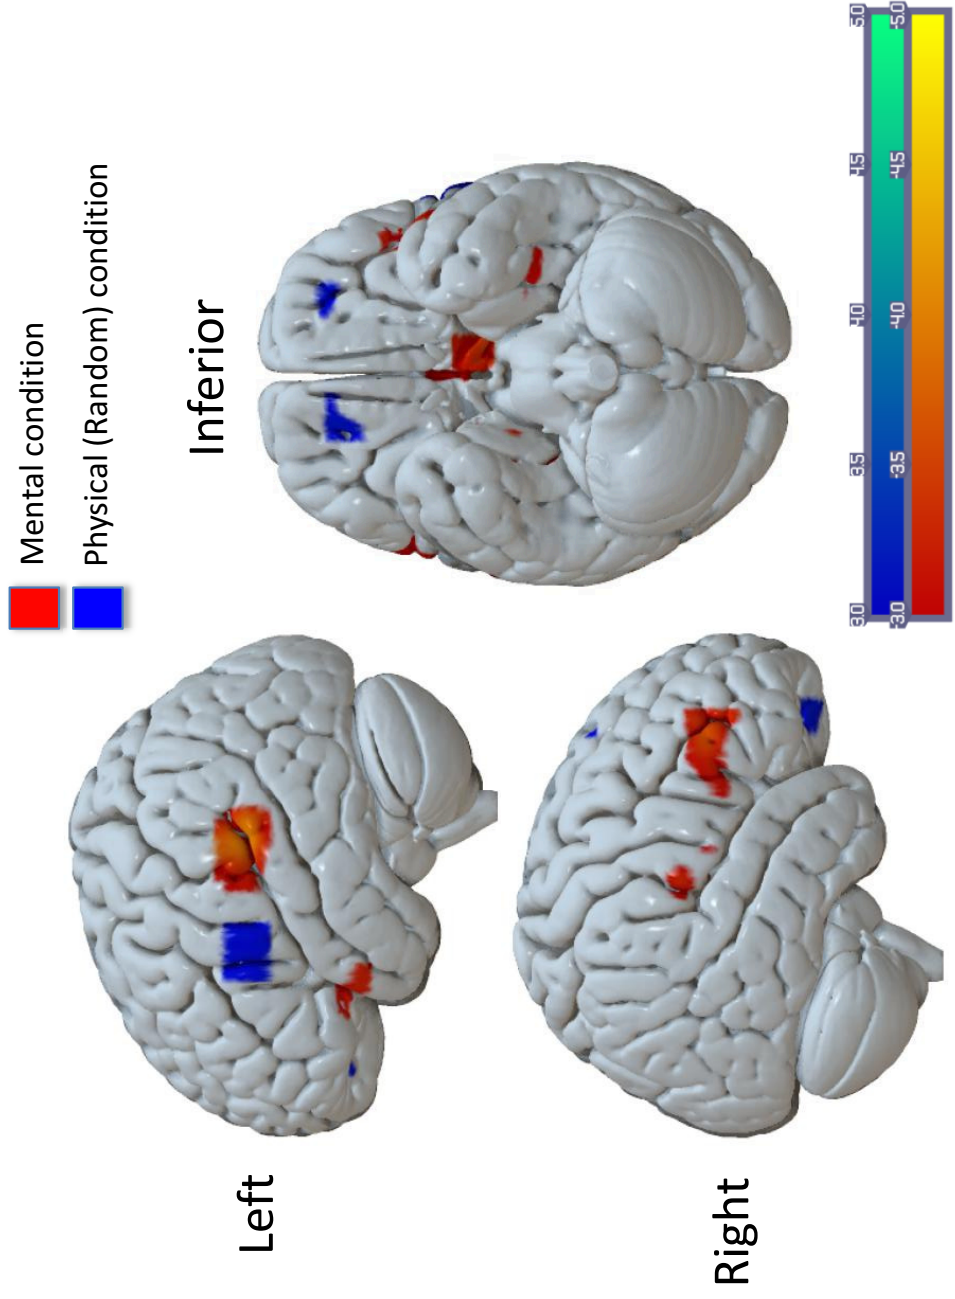 Mental condition
Physical (Random) condition
Inferior
Left
Right
3.0 3.5 4.0 4.5 5.0
-3.0 -3.5 -4.0 -4.5 -5.0